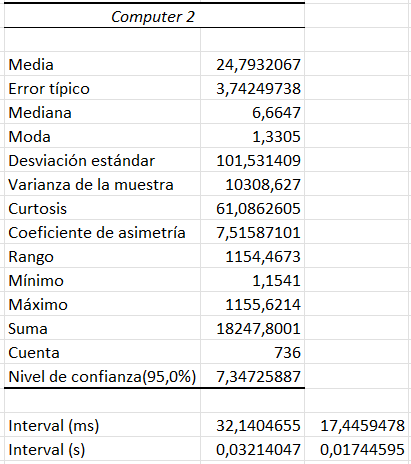 Computer 2
Media 24,7932067
Error típico 3,74249738
Mediana 6,6647
Moda 1,3305
Desviación estándar 101,531409
Varianza de la muestra 10308,627
Curtosis 61,0862605
Coeficiente de asimetría 7,51587101
Rango 1154,4673
Mínimo 1,1541
Máximo 1155,6214
Suma 18247,8001
Cuenta 736
Nivel de confianza(95,0%) 7,34725887
Interval (ms) 32,1404655 17,4459478
Interval (s) 0,03214047 0,01744595